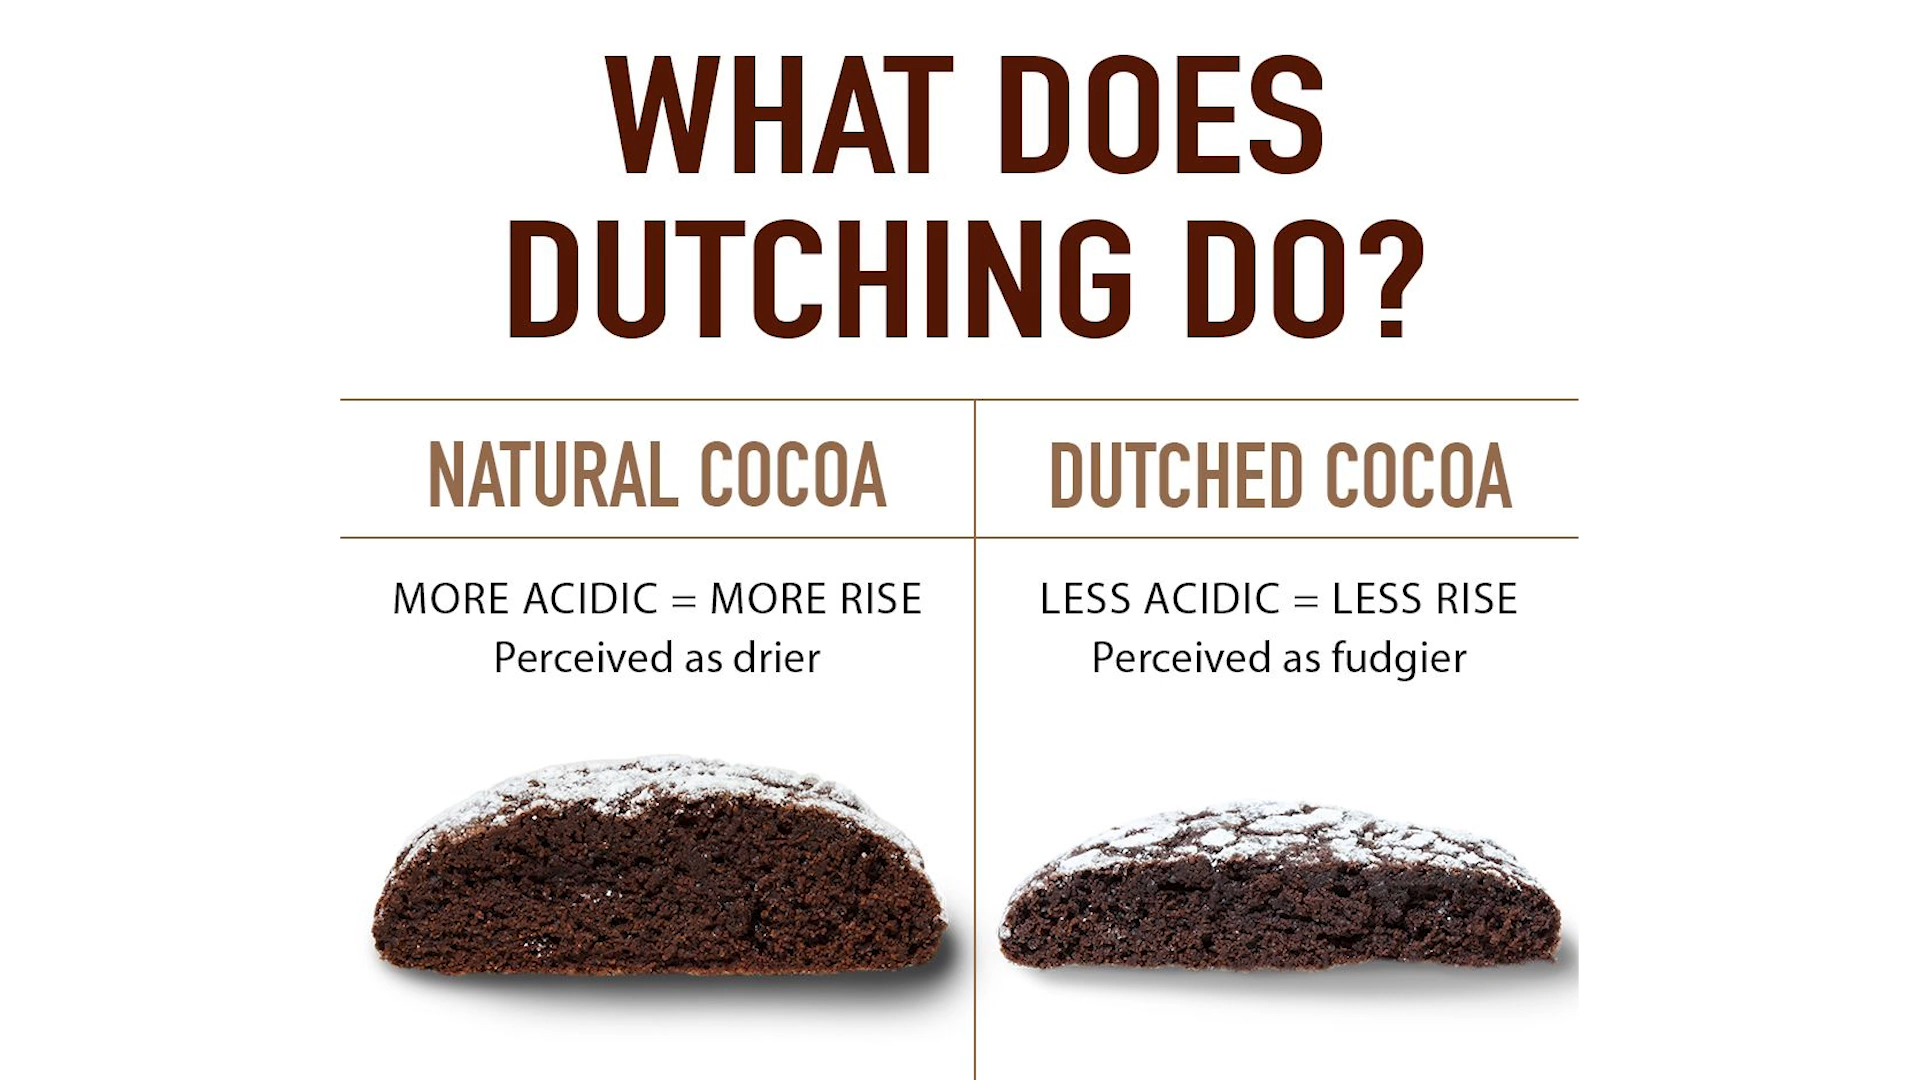 WHAT DOES
DUTCHING DO?
NATURAL COCOA
DUTCHED COCOA
MORE ACIDIC = MORE RISE
Perceived as drier
LESS ACIDIC = LESS RISE
Perceived as fudgier